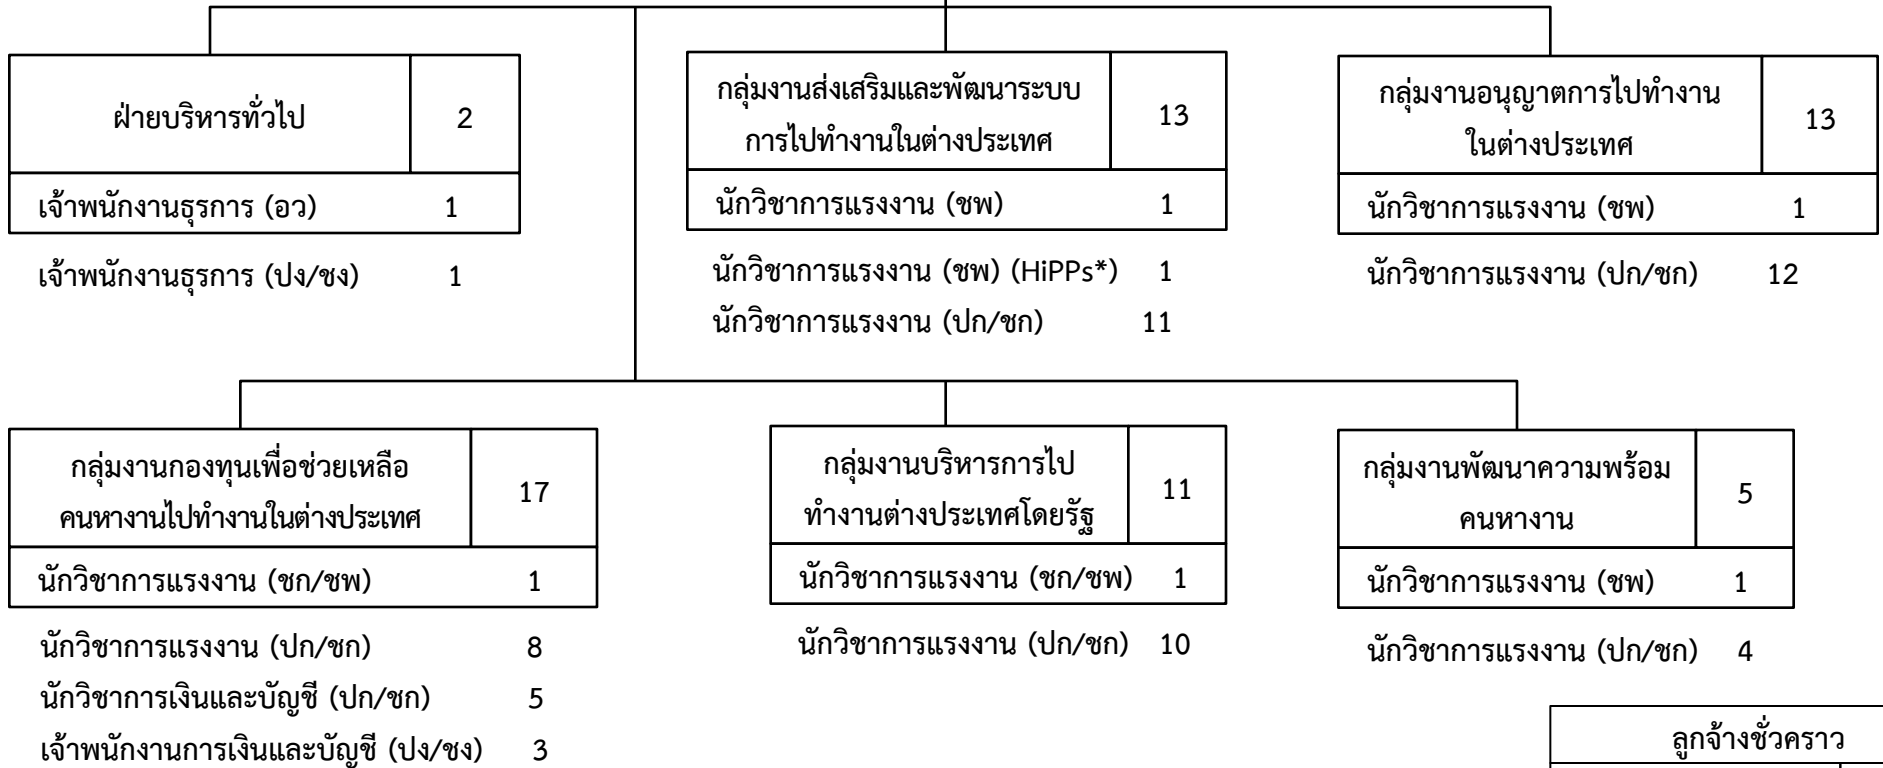 ฝ่ายบริหารทั่วไป 2
เจ้าพนักงานธุรการ (อว) 1
เจ้าพนักงานธุรการ (ปง/ชง) 1
กลุ่มงานส่งเสริมและพัฒนาระบบ
การไปทำงานในต่างประเทศ 13
นักวิชาการแรงงาน (ชพ) 1
นักวิชาการแรงงาน (ชพ) (HiPPs*) 1
นักวิชาการแรงงาน (ปก/ชก) 11
กลุ่มงานอนุญาตการไปทำงาน
ในต่างประเทศ 13
นักวิชาการแรงงาน (ชพ) 1
นักวิชาการแรงงาน (ปก/ชก) 12
กลุ่มงานกองทุนเพื่อช่วยเหลือ
คนหางานไปทำงานในต่างประเทศ 17
นักวิชาการแรงงาน (ชก/ชพ) 1
นักวิชาการแรงงาน (ปก/ชก) 8
นักวิชาการเงินและบัญชี (ปก/ชก) 5
เจ้าพนักงานการเงินและบัญชี (ปง/ชง) 3
กลุ่มงานบริหารการไป
ทำงานต่างประเทศโดยรัฐ 11
นักวิชาการแรงงาน (ชก/ชพ) 1
นักวิชาการแรงงาน (ปก/ชก) 10
กลุ่มงานพัฒนาความพร้อม
คนหางาน 5
นักวิชาการแรงงาน (ชพ) 1
นักวิชาการแรงงาน (ปก/ชก) 4
ลูกจ้างชั่วคราว